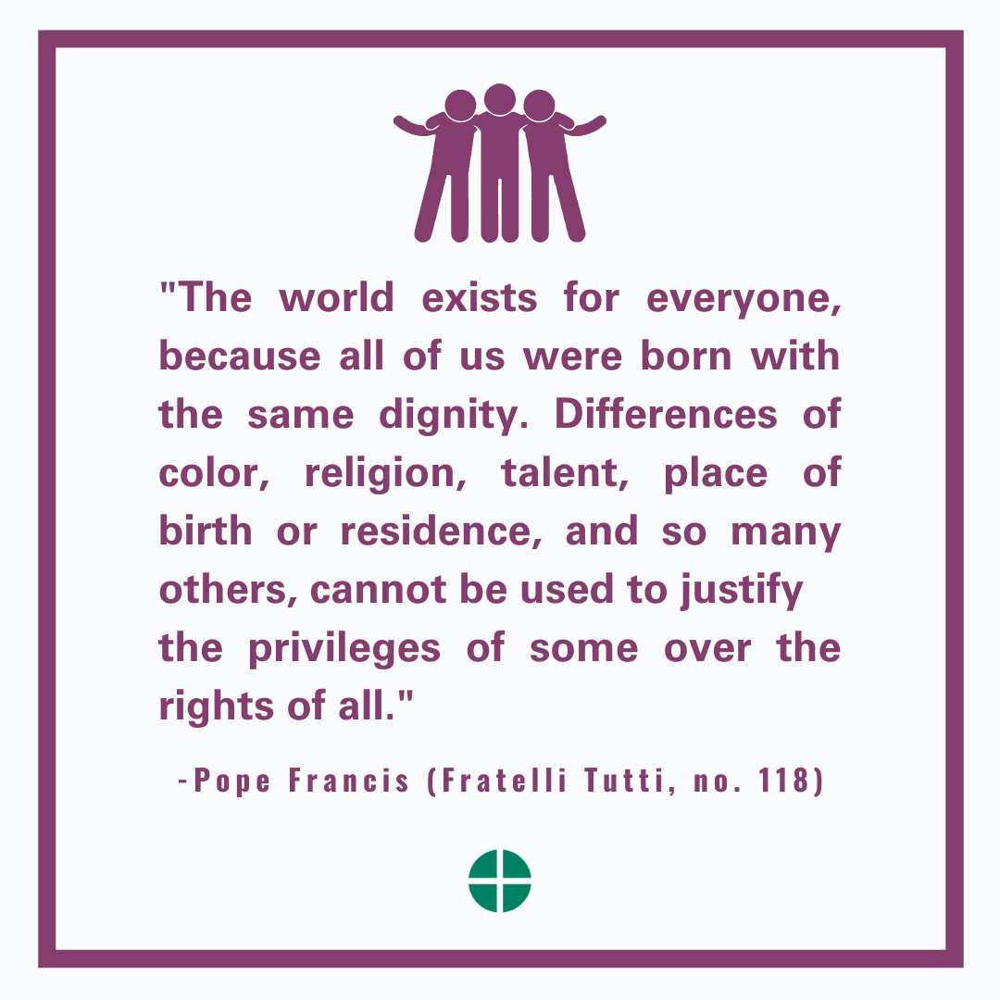 "The world exists for everyone,
because all of us were born with
the same dignity. Differences of
color, religion, talent, place of
birth or residence, and so many
others, cannot be used to justify
the privileges of some over the
rights of all."
-Pope Francis (Fratelli Tutti, no. 118)